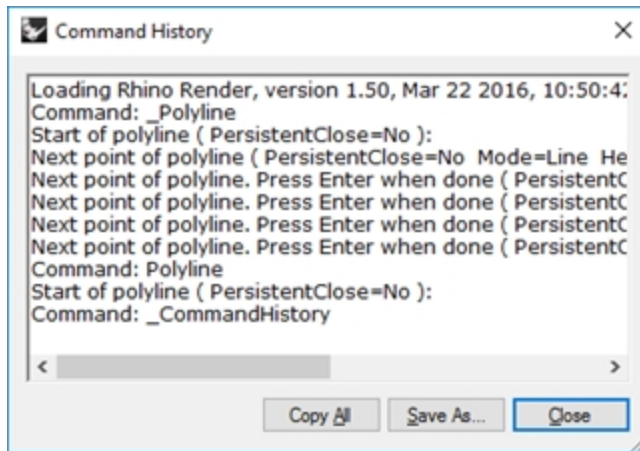 Command History
Loading Rhino Render, version 1.50, Mar 22 2016, 10:50:42
Command: _Polyline
Start of polyline ( PersistentClose=No ):
Next point of polyline ( PersistentClose=No Mode=Line He
Next point of polyline. Press Enter when done ( PersistentC
Next point of polyline. Press Enter when done ( PersistentC
Next point of polyline. Press Enter when done ( PersistentC
Next point of polyline. Press Enter when done ( PersistentC
Command: Polyline
Start of polyline ( PersistentClose=No ):
Command: _CommandHistory
Copy All Save As... Close